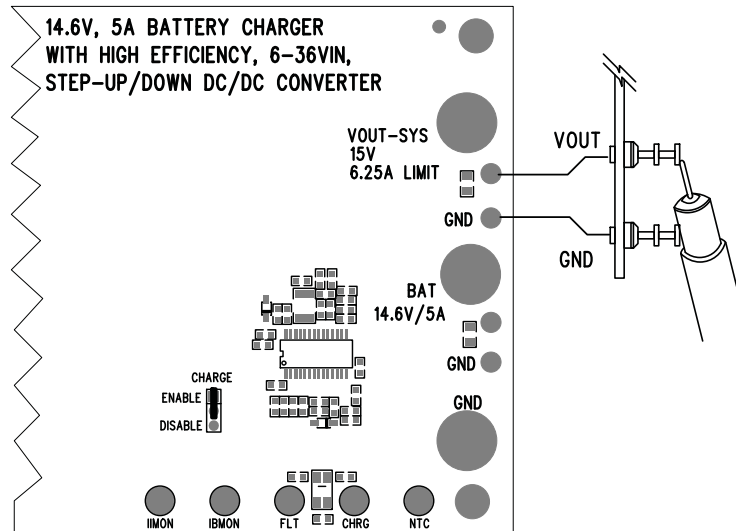 14.6V, 5A BATTERY CHARGER
WITH HIGH EFFICIENCY, 6-36VIN,
STEP-UP/DOWN DC/DC CONVERTER
VOUT-SYS
15V
6.25A LIMIT
VOUT
GND
GND
BAT
14.6V/5A
GND
CHARGE
ENABLE
DISABLE
GND
IIMON
IBMON
FLT
CHRG
NTC